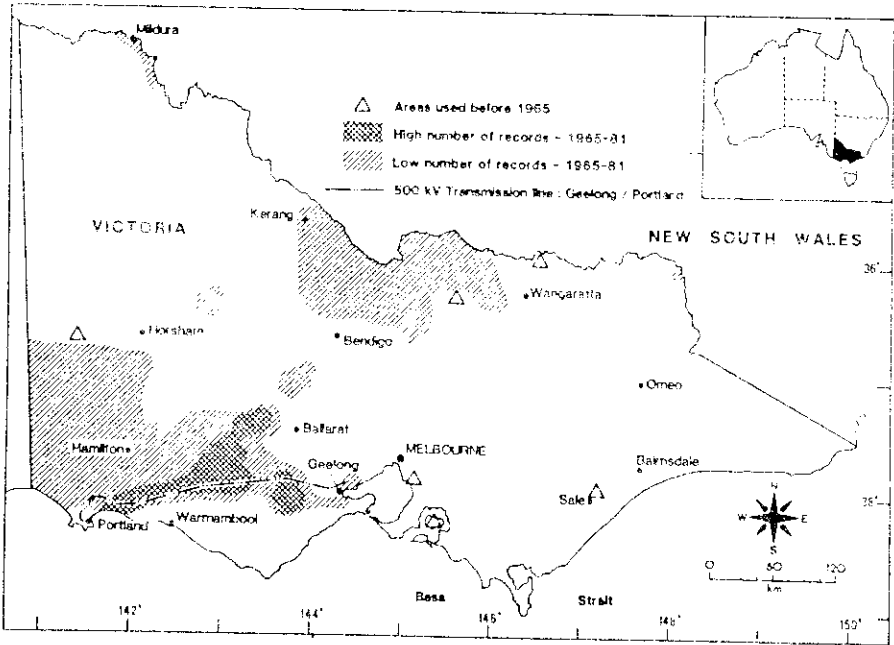 Mildura
Areas used before 1965
High number of records - 1965-81
Low number of records - 1965-81
500 kV Transmission line : Geelong / Portland
Kerang
VICTORIA
NEW SOUTH WALES
36°
Wangaratta
Horsham
Bendigo
Omeo
Ballarat
Hamilton
MELBOURNE
Geelong
Bairnsdale
Sale
N
38°
W
E
Portland
Warrnambool
S
0 60 120
km
Bass Strait
142°
144°
146°
148°
150°